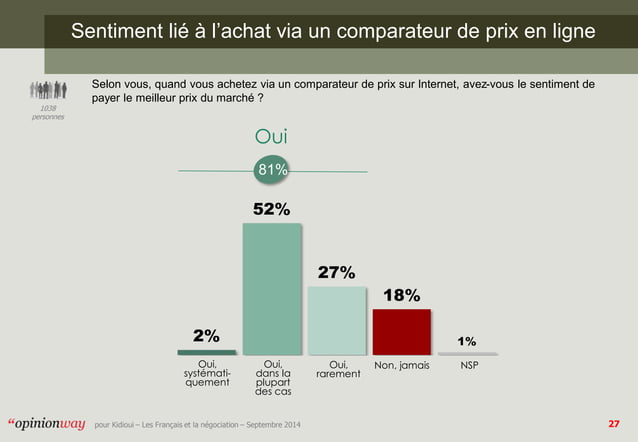 Sentiment lié à l’achat via un comparateur de prix en ligne
Selon vous, quand vous achetez via un comparateur de prix sur Internet, avez-vous le sentiment de
payer le meilleur prix du marché ?
1038
personnes
Oui
81%
52%
27%
18%
2%
1%
Oui,
systémati-
quement
Oui,
dans la
plupart
des cas
Oui,
rarement
Non, jamais
NSP
“opinionway
pour Kidioui – Les Français et la négociation – Septembre 2014
27